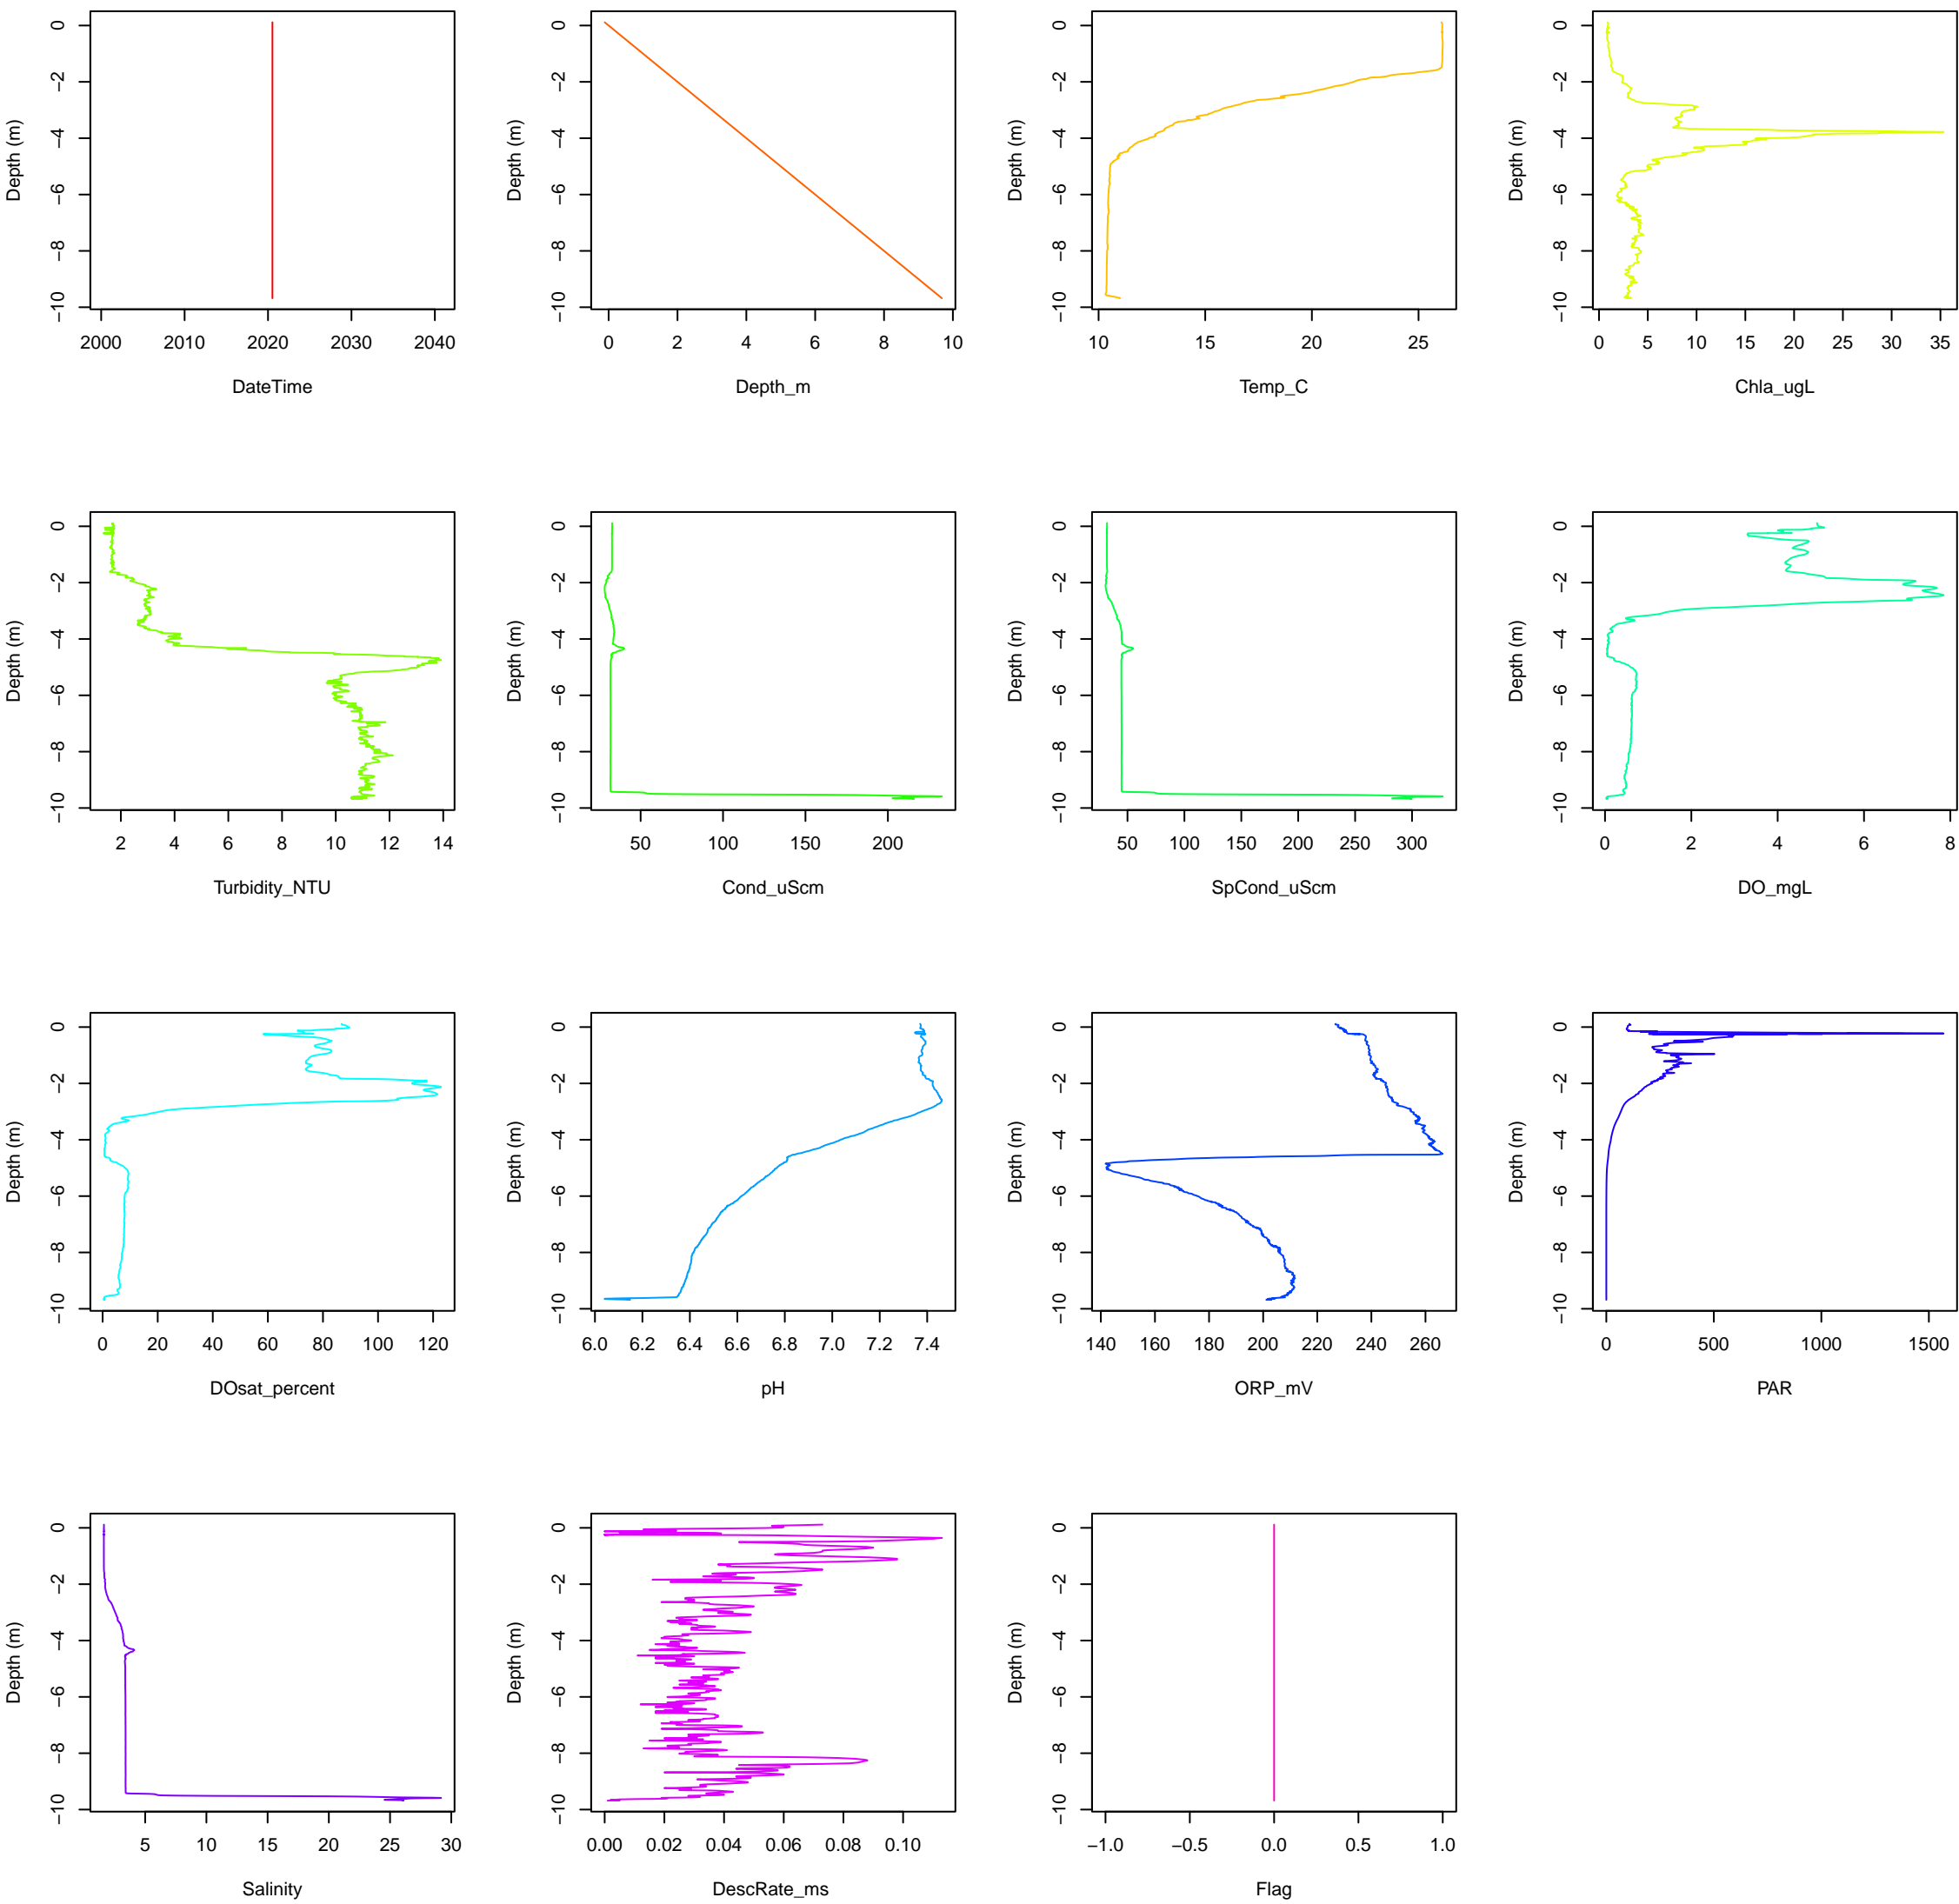 Depth (m)
0
−2
−4
−6
−8
−10
2000 2010 2020 2030 2040
DateTime
Depth (m)
0
−2
−4
−6
−8
−10
0 2 4 6 8 10
Depth_m
Depth (m)
0
−2
−4
−6
−8
−10
10 15 20 25
Temp_C
Depth (m)
0
−2
−4
−6
−8
−10
0 5 10 15 20 25 30 35
Chla_ugL
Depth (m)
0
−2
−4
−6
−8
−10
2 4 6 8 10 12 14
Turbidity_NTU
Depth (m)
0
−2
−4
−6
−8
−10
50 100 150 200
Cond_uScm
Depth (m)
0
−2
−4
−6
−8
−10
50 100 150 200 250 300
SpCond_uScm
Depth (m)
0
−2
−4
−6
−8
−10
0 2 4 6 8
DO_mgL
Depth (m)
0
−2
−4
−6
−8
−10
0 20 40 60 80 100 120
DOsat_percent
Depth (m)
0
−2
−4
−6
−8
−10
6.0 6.2 6.4 6.6 6.8 7.0 7.2 7.4
pH
Depth (m)
0
−2
−4
−6
−8
−10
140 160 180 200 220 240 260
ORP_mV
Depth (m)
0
−2
−4
−6
−8
−10
0 500 1000 1500
PAR
Depth (m)
0
−2
−4
−6
−8
−10
5 10 15 20 25 30
Salinity
Depth (m)
0
−2
−4
−6
−8
−10
0.00 0.02 0.04 0.06 0.08 0.10
DescRate_ms
Depth (m)
0
−2
−4
−6
−8
−10
−1.0 −0.5 0.0 0.5 1.0
Flag